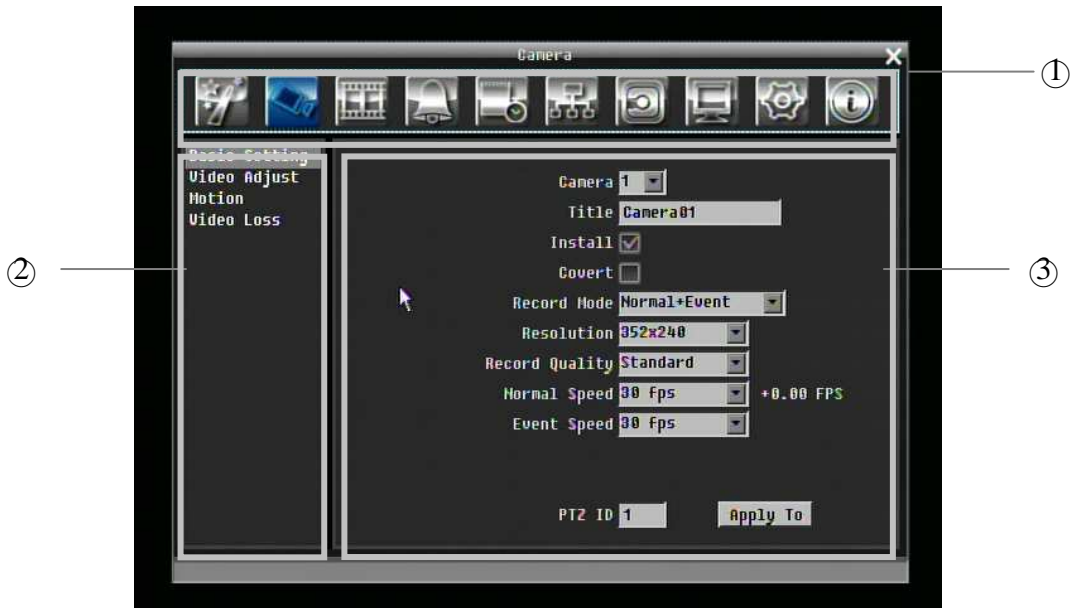 Camera
①
Basic Setting
Video Adjust
Motion
Video Loss
②
Camera 1
Title Camera01
Install
Covert
Record Mode Normal+Event
Resolution 352x240
Record Quality Standard
Normal Speed 30 fps +0.00 FPS
Event Speed 30 fps
PTZ ID 1 Apply To
③